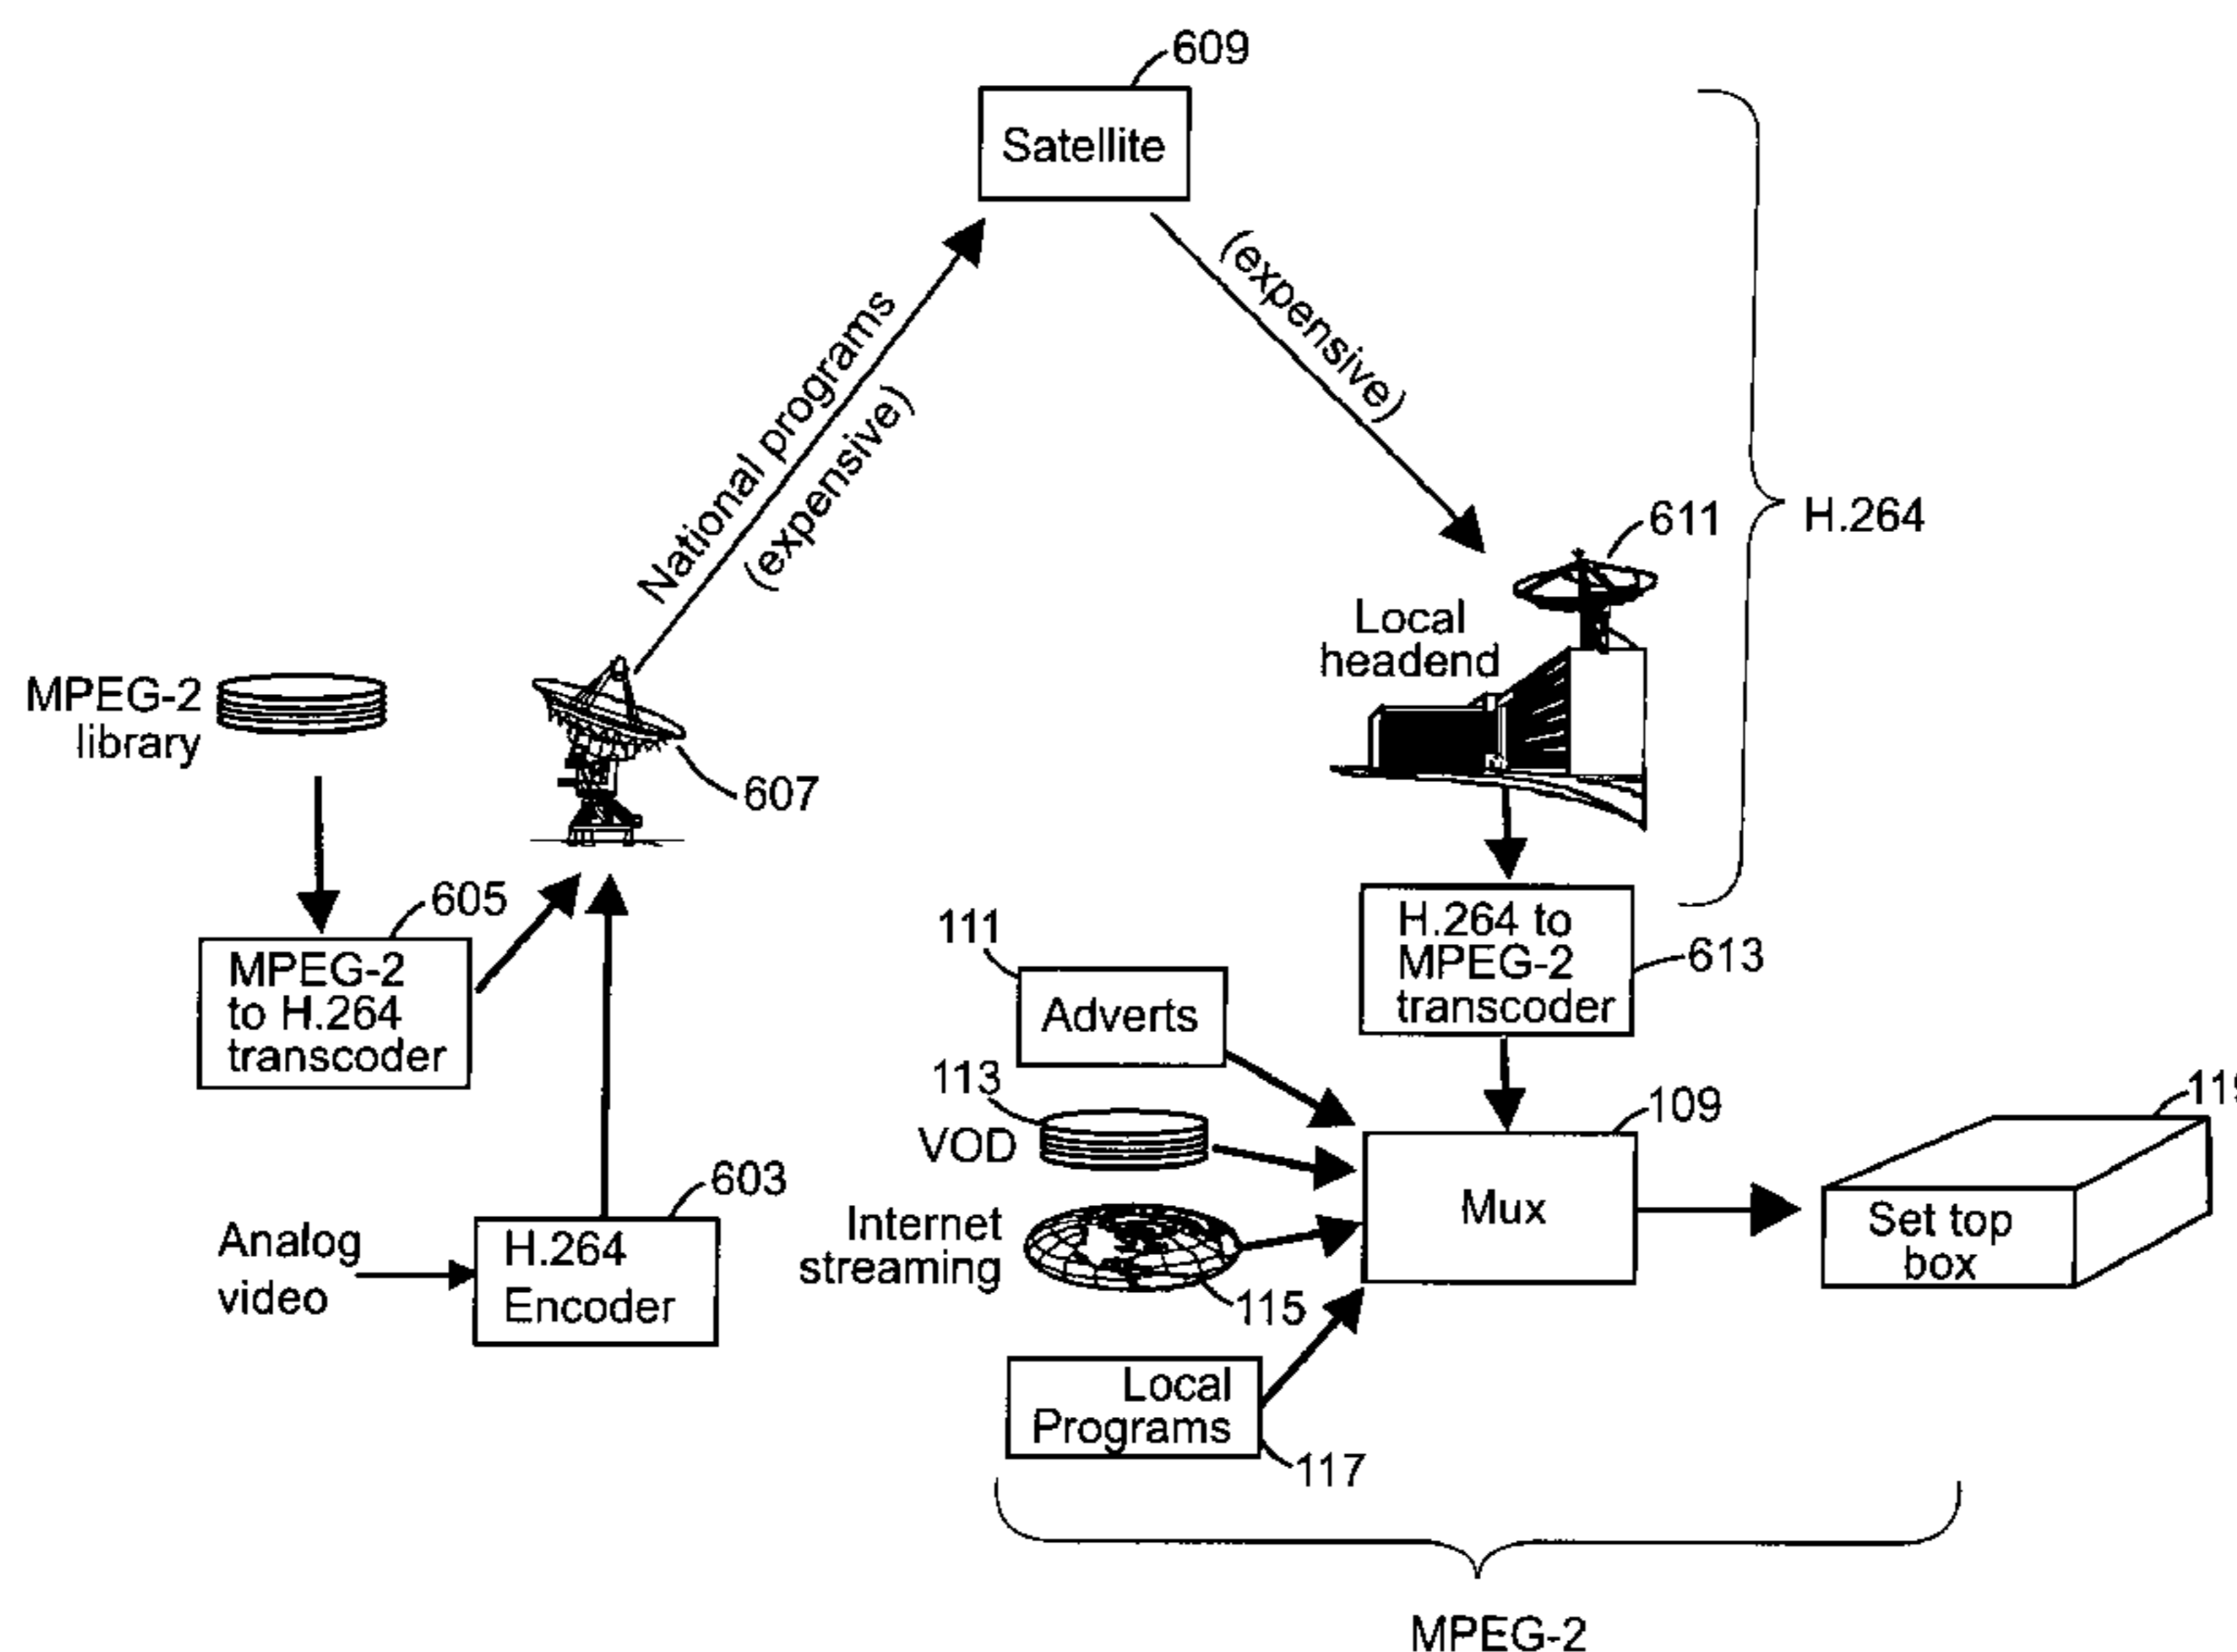 609
Satellite
National programs
(expensive)
(expensive)
H.264
611
Local
headend
MPEG-2
library
607
605
MPEG-2
to H.264
transcoder
H.264 to
MPEG-2
transcoder
613
111
Adverts
113
VOD
109
Mux
119
Set top
box
603
Analog
video
H.264
Encoder
Internet
streaming
115
Local
Programs
117
MPEG-2